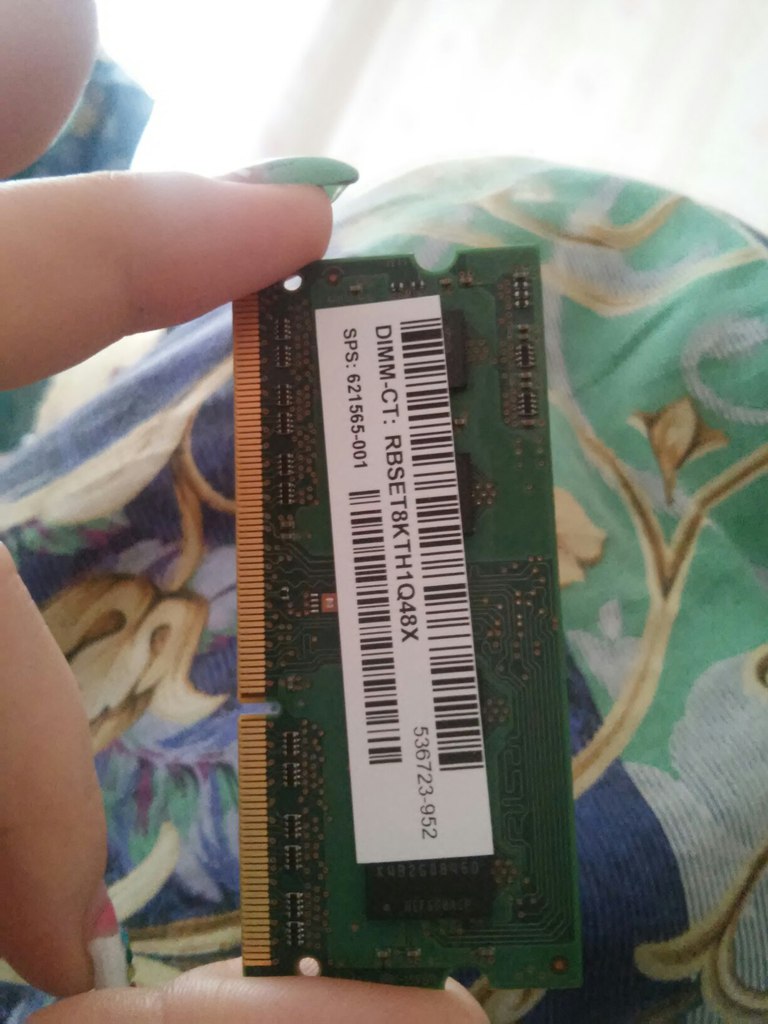 DIMM-CT: RBSET8KTH1Q48X
SPS: 621565-001
536723-952